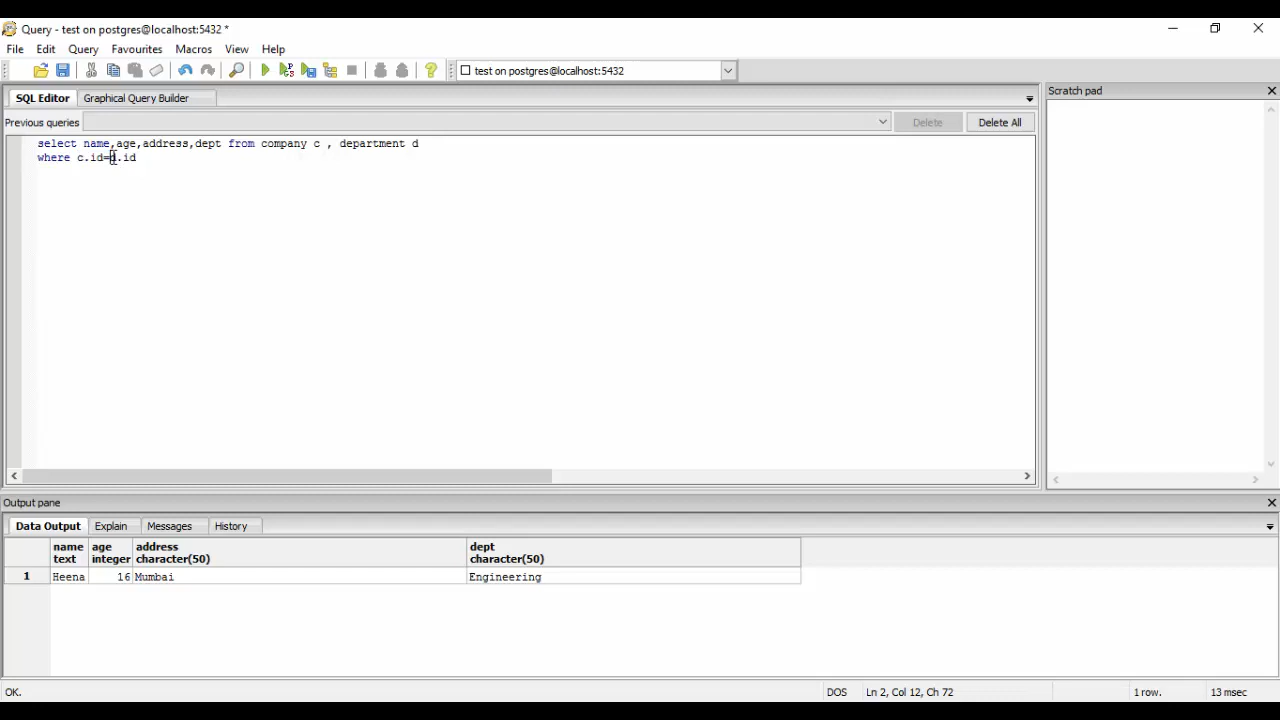 Query - test on postgres@localhost:5432 *
File Edit Query Favourites Macros View Help
test on postgres@localhost:5432
SQL Editor Graphical Query Builder
Scratch pad
Previous queries Delete Delete All
select name,age,address,dept from company c , department d
where c.id=d.id
Output pane
Data Output Explain Messages History
name age address dept
text integer character(50) character(50)
1 Heena 16 Mumbai Engineering
OK. DOS Ln 2, Col 12, Ch 72 1 row. 13 msec